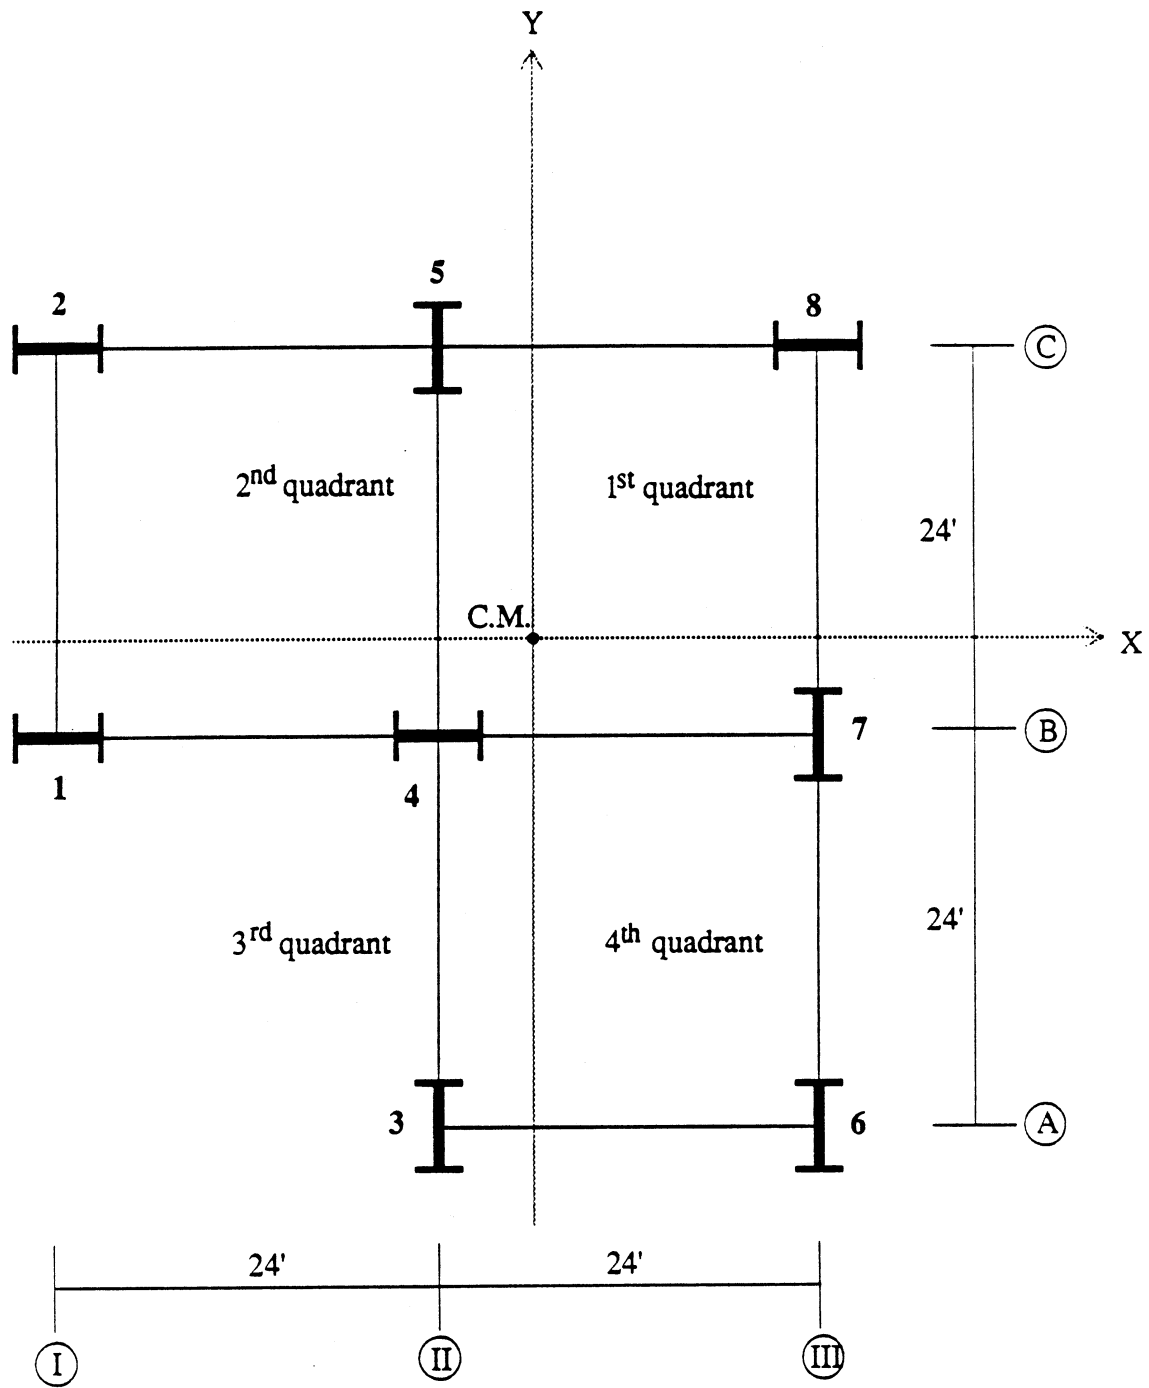 Y
5
2
8
C
2nd quadrant
1st quadrant
24'
C.M.
X
7
B
1
4
24'
3rd quadrant
4th quadrant
3
6
A
24'
24'
I
II
III